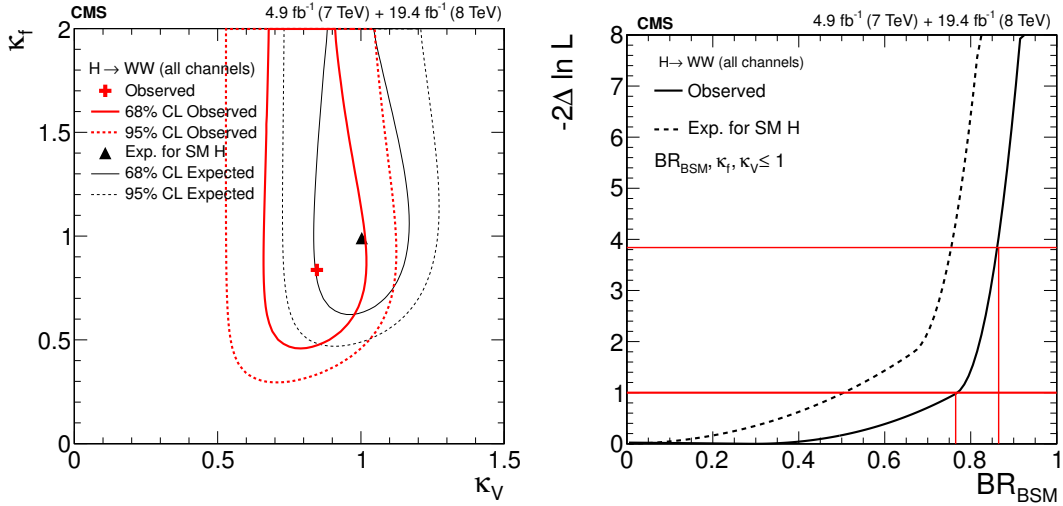 CMS 4.9 fb⁻¹ (7 TeV) + 19.4 fb⁻¹ (8 TeV)
κf
H → WW (all channels)
Observed
68% CL Observed
95% CL Observed
Exp. for SM H
68% CL Expected
95% CL Expected
2
1.5
1
0.5
0
0 0.5 1 1.5
κV
CMS 4.9 fb⁻¹ (7 TeV) + 19.4 fb⁻¹ (8 TeV)
-2Δ ln L
H → WW (all channels)
Observed
Exp. for SM H
BR_BSM, κf, κV ≤ 1
8
7
6
5
4
3
2
1
0
0 0.2 0.4 0.6 0.8 1
BR_BSM